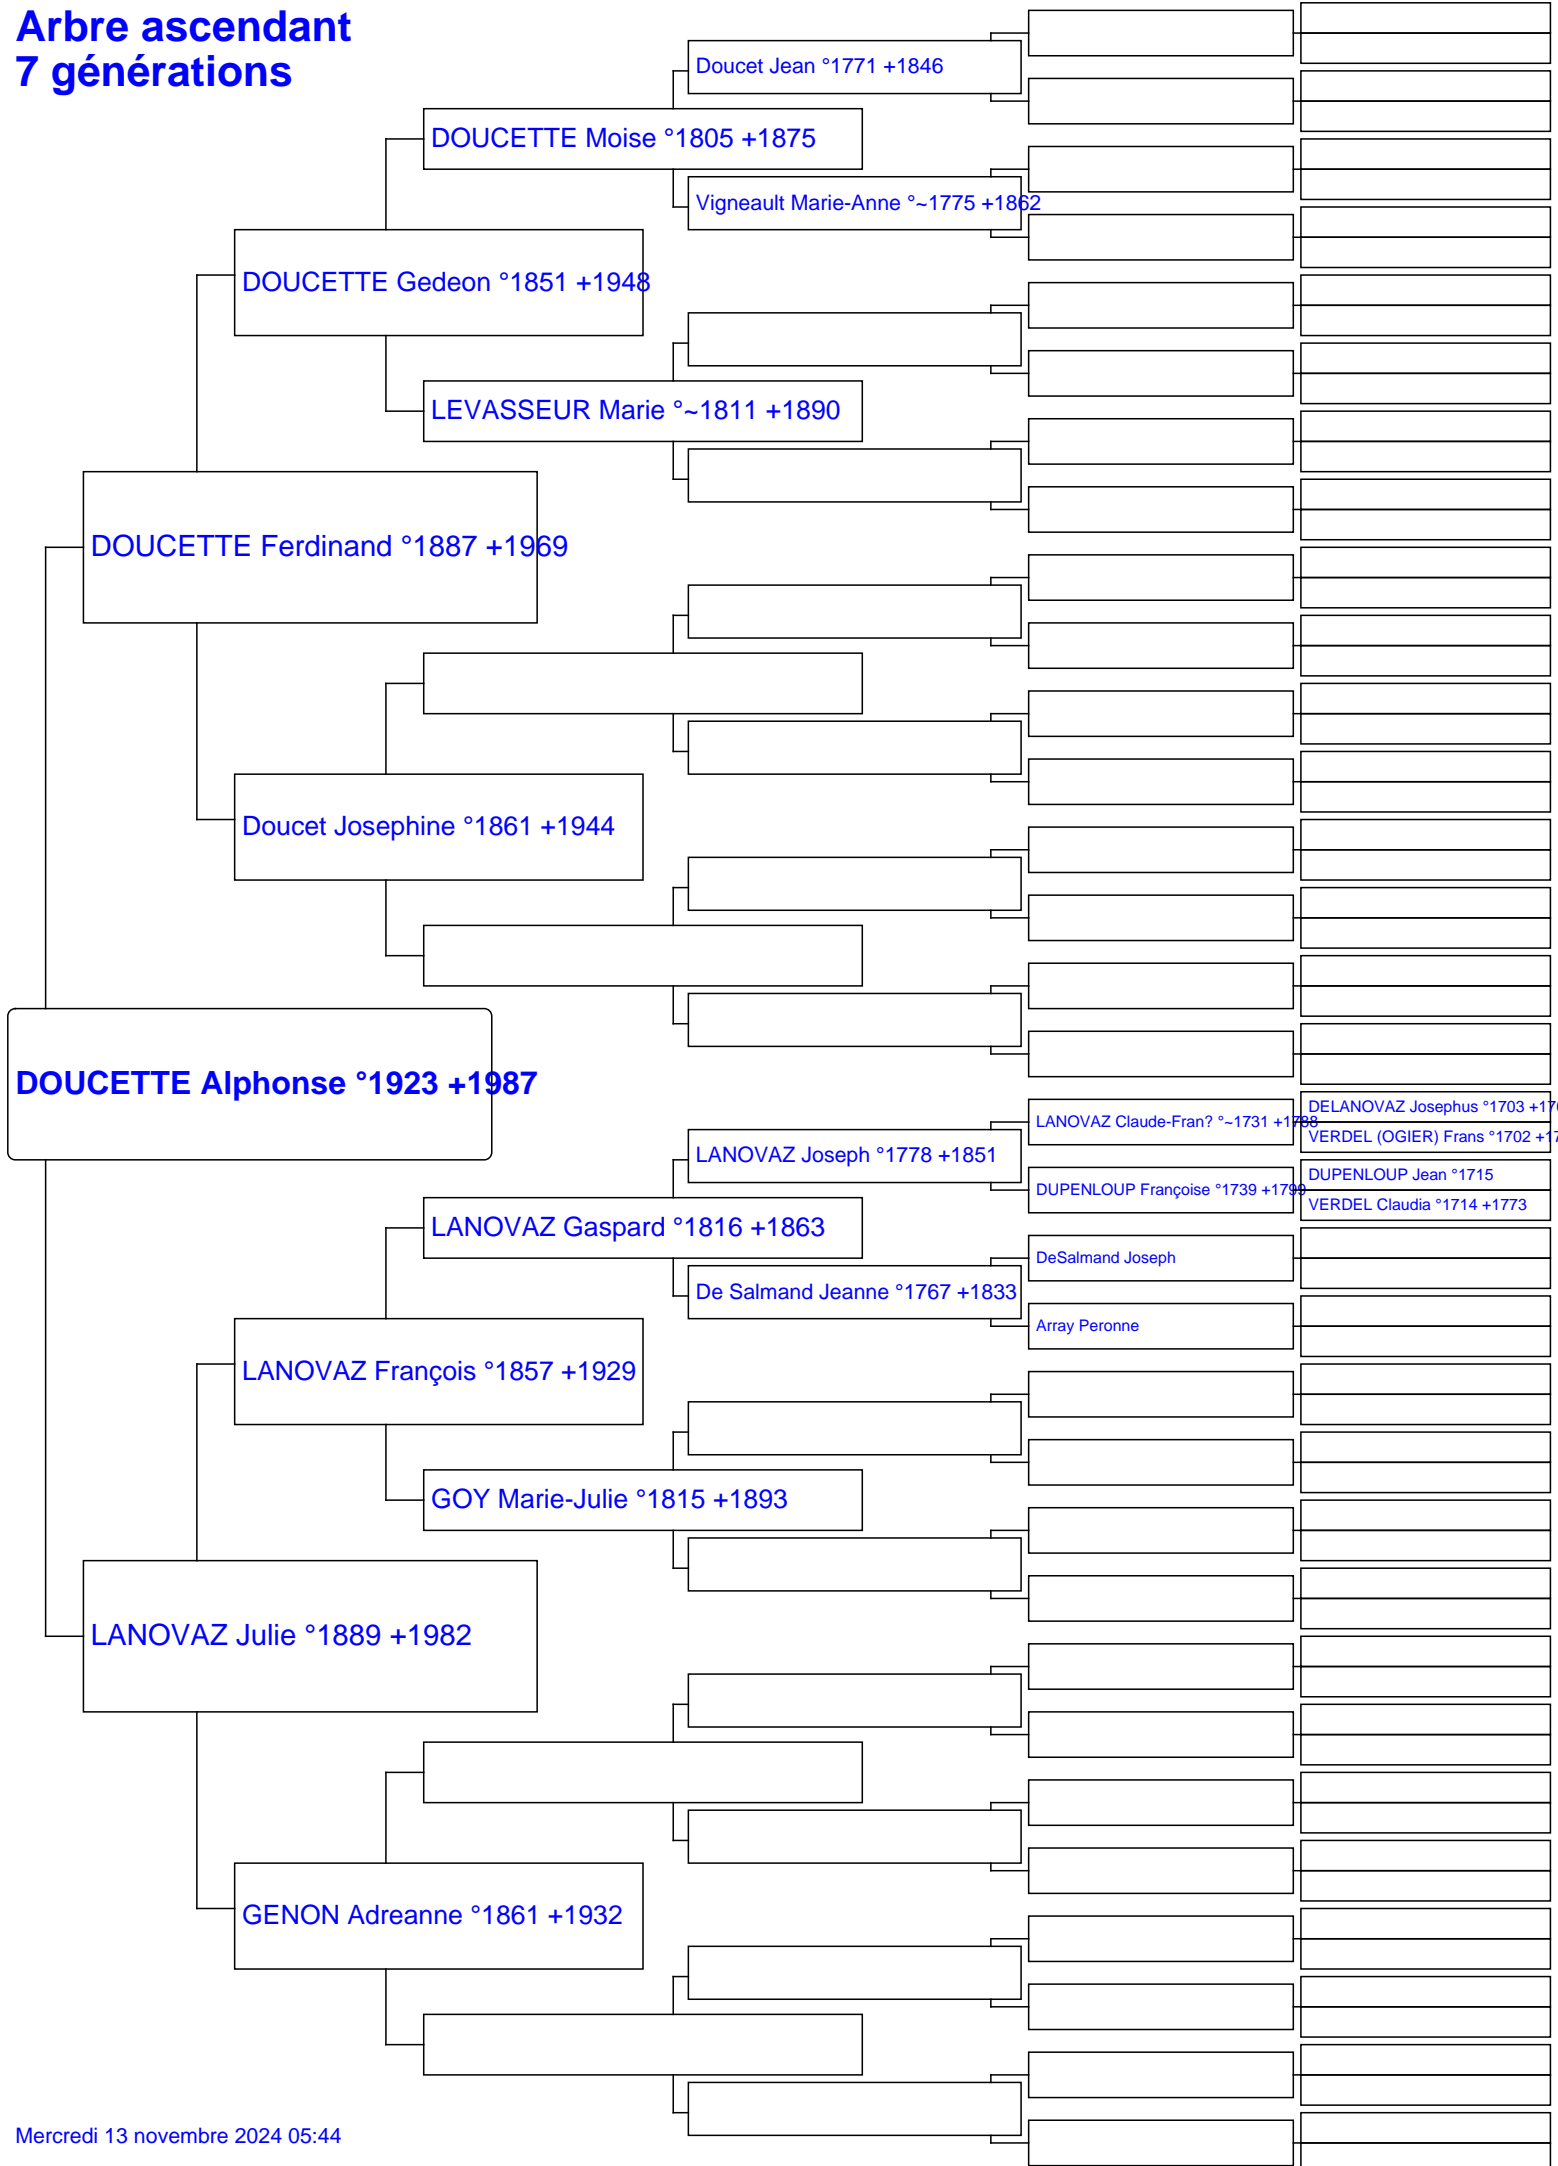 Arbre ascendant
7 générations
Doucet Jean °1771 +1846
DOUCETTE Moise °1805 +1875
Vigneault Marie-Anne °~1775 +1862
DOUCETTE Gedeon °1851 +1948
LEVASSEUR Marie °~1811 +1890
DOUCETTE Ferdinand °1887 +1969
Doucet Josephine °1861 +1944
DOUCETTE Alphonse °1923 +1987
DELANOVAZ Josephus °1703
LANOVAZ Claude-Fran? °~1731 +1788
VERDEL (OGIER) Frans °1702
LANOVAZ Joseph °1778 +1851
DUPENLOUP Jean °1715
DUPENLOUP Françoise °1739 +1799
VERDEL Claudia °1714 +1773
LANOVAZ Gaspard °1816 +1863
DeSalmand Joseph
De Salmand Jeanne °1767 +1833
Array Peronne
LANOVAZ François °1857 +1929
GOY Marie-Julie °1815 +1893
LANOVAZ Julie °1889 +1982
GENON Adreanne °1861 +1932
Mercredi 13 novembre 2024 05:44